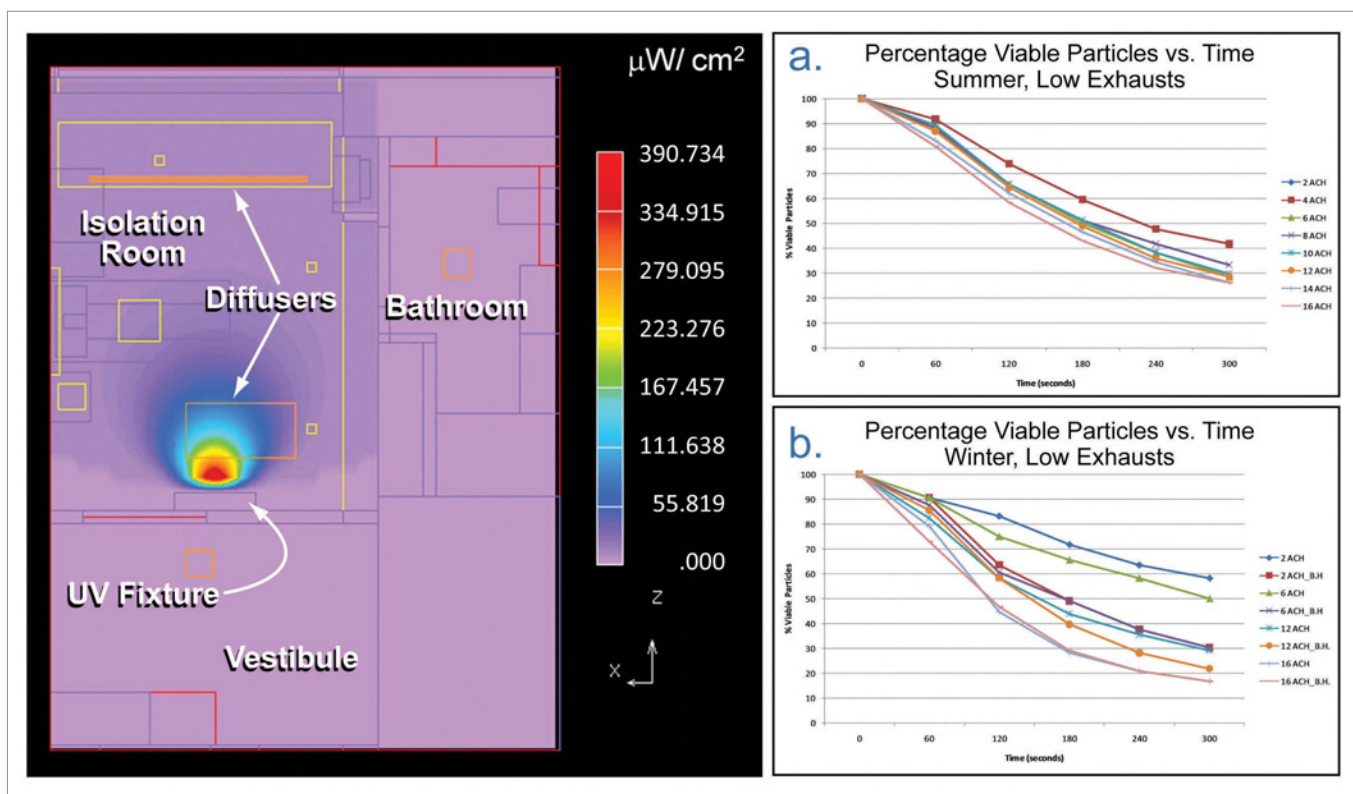 μW/ cm2
390.734
334.915
279.095
223.276
167.457
111.638
55.819
.000
Isolation
Room
Diffusers
Bathroom
UV Fixture
Vestibule
Z
X
a.
Percentage Viable Particles vs. Time
Summer, Low Exhausts
% Viable Particles
100
90
80
70
60
50
40
30
20
10
0
0 60 120 180 240 300
Time (seconds)
2 ACH
4 ACH
6 ACH
8 ACH
10 ACH
12 ACH
14 ACH
16 ACH
b.
Percentage Viable Particles vs. Time
Winter, Low Exhausts
% Viable Particles
100
90
80
70
60
50
40
30
20
10
0
0 60 120 180 240 300
Time (seconds)
2 ACH
2 ACH_B.H
6 ACH
6 ACH_B.H
12 ACH
12 ACH_B.H.
16 ACH
16 ACH_B.H.